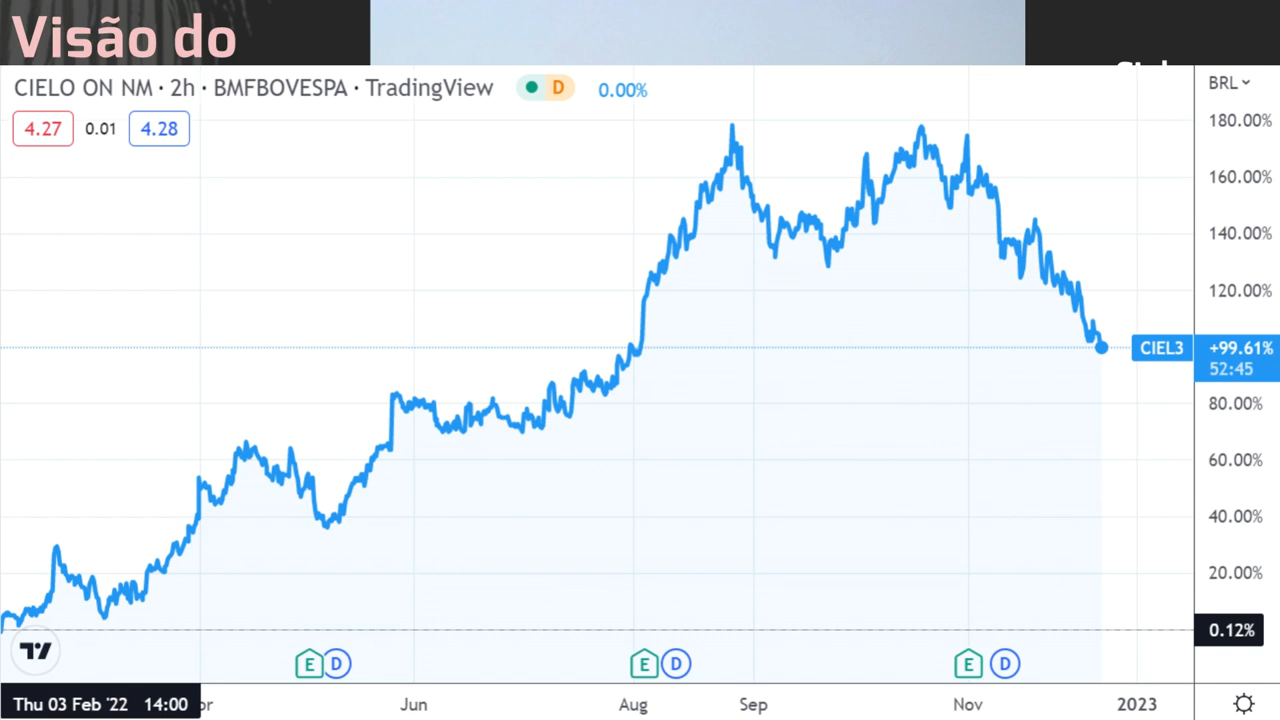 Visão do
CIELO ON NM · 2h · BMFBOVESPA · TradingView D 0.00% BRL
4.27 0.01 4.28
180.00%
160.00%
140.00%
120.00%
CIEL3 +99.61%
52:45
80.00%
60.00%
40.00%
20.00%
0.12%
E D E D E D
Thu 03 Feb '22 14:00 Jun Aug Sep Nov 2023